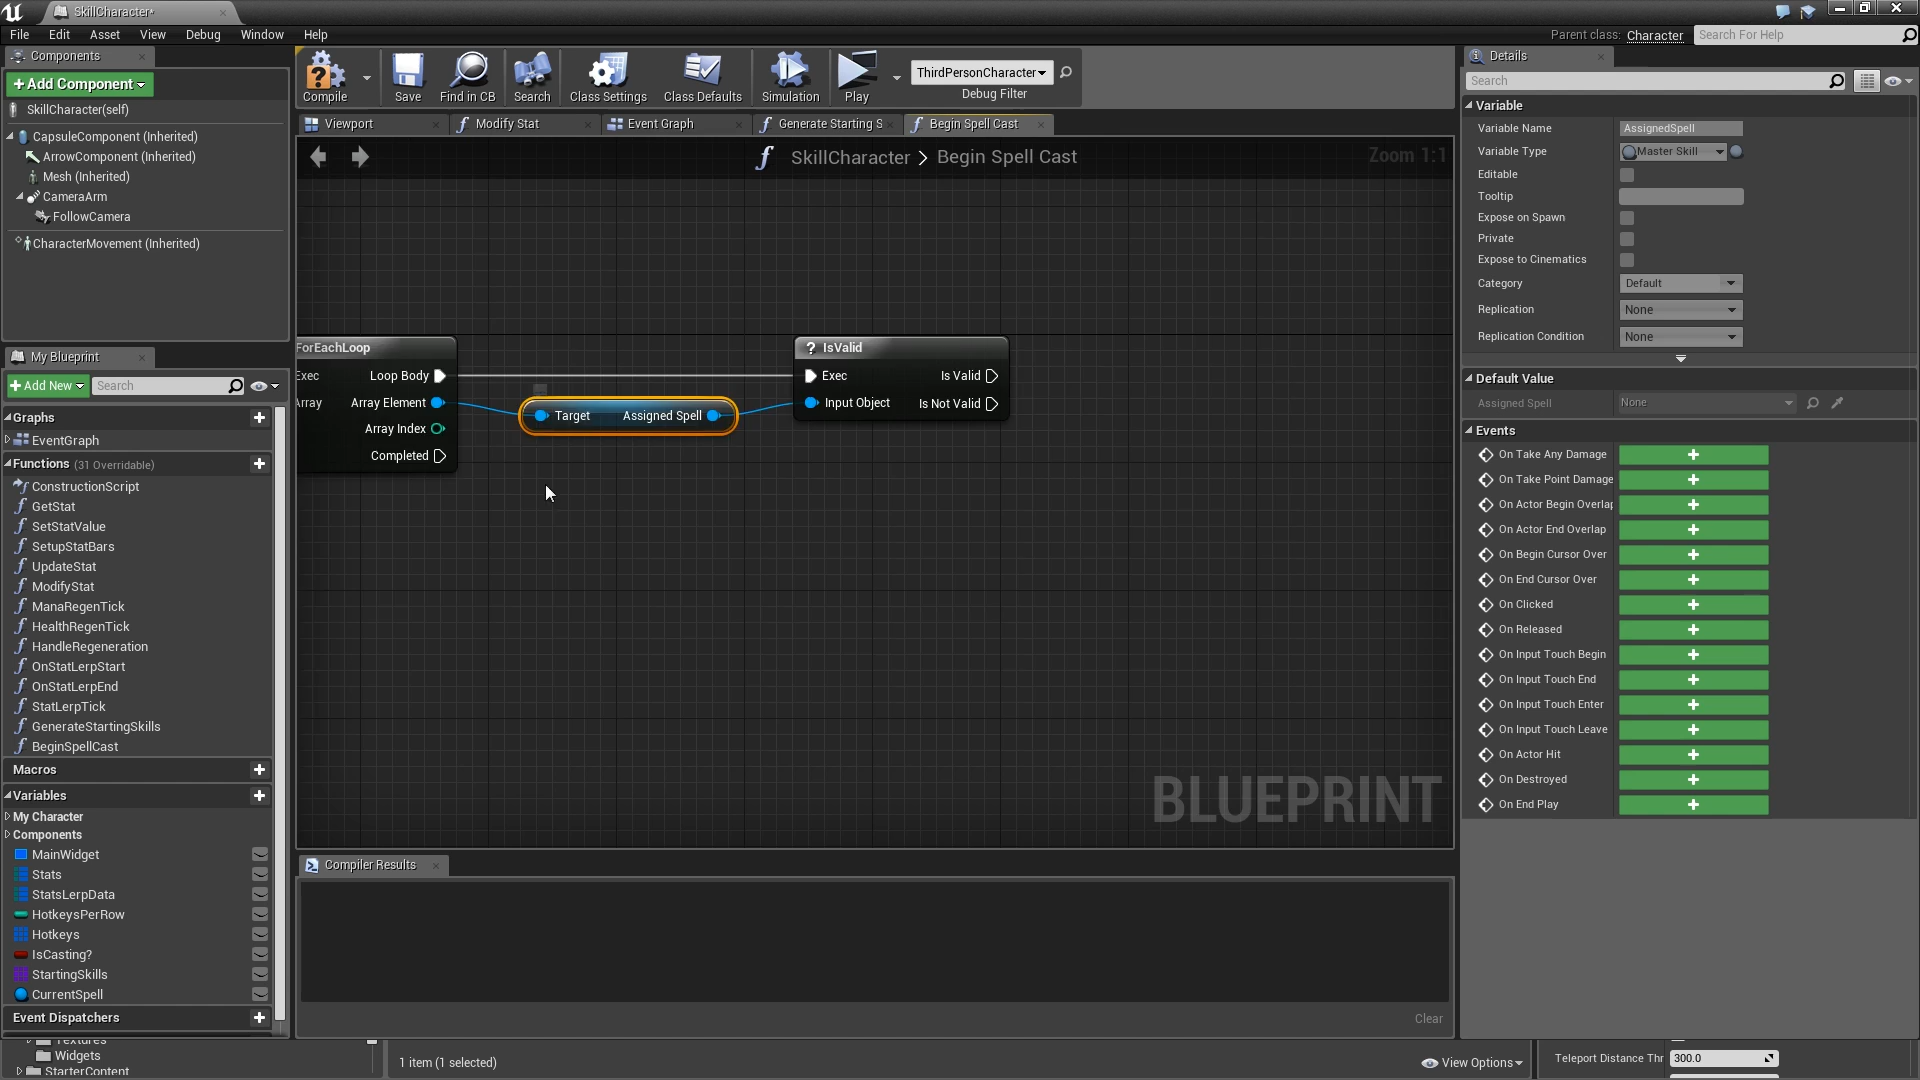 SkillCharacter*
File Edit Asset View Debug Window Help
Parent class: Character Search For Help
Components
+Add Component
SkillCharacter(self)
CapsuleComponent (Inherited)
ArrowComponent (Inherited)
Mesh (Inherited)
CameraArm
FollowCamera
CharacterMovement (Inherited)
My Blueprint
+Add New Search
Graphs
EventGraph
Functions (31 Overridable)
ConstructionScript
GetStat
SetStatValue
SetupStatBars
UpdateStat
ModifyStat
ManaRegenTick
HealthRegenTick
HandleRegeneration
OnStatLerpStart
OnStatLerpEnd
StatLerpTick
GenerateStartingSkills
BeginSpellCast
Macros
Variables
My Character
Components
MainWidget
Stats
StatsLerpData
HotkeysPerRow
Hotkeys
IsCasting?
StartingSkills
CurrentSpell
Event Dispatchers
Textures
Widgets
StarterContent
Compile Save Find in CB Search Class Settings Class Defaults Simulation Play
ThirdPersonCharacter
Debug Filter
Viewport Modify Stat Event Graph Generate Starting S Begin Spell Cast
SkillCharacter > Begin Spell Cast
Zoom 1:1
ForEachLoop
Exec Loop Body
Array Array Element
Array Index
Completed
Target Assigned Spell
? IsValid
Exec Is Valid
Input Object Is Not Valid
BLUEPRINT
Compiler Results
Clear
1 item (1 selected)
View Options
Details
Search
Variable
Variable Name AssignedSpell
Variable Type Master Skill
Editable
Tooltip
Expose on Spawn
Private
Expose to Cinematics
Category Default
Replication None
Replication Condition None
Default Value
Assigned Spell None
Events
On Take Any Damage
On Take Point Damage
On Actor Begin Overlap
On Actor End Overlap
On Begin Cursor Over
On End Cursor Over
On Clicked
On Released
On Input Touch Begin
On Input Touch End
On Input Touch Enter
On Input Touch Leave
On Actor Hit
On Destroyed
On End Play
Teleport Distance Thr 300.0